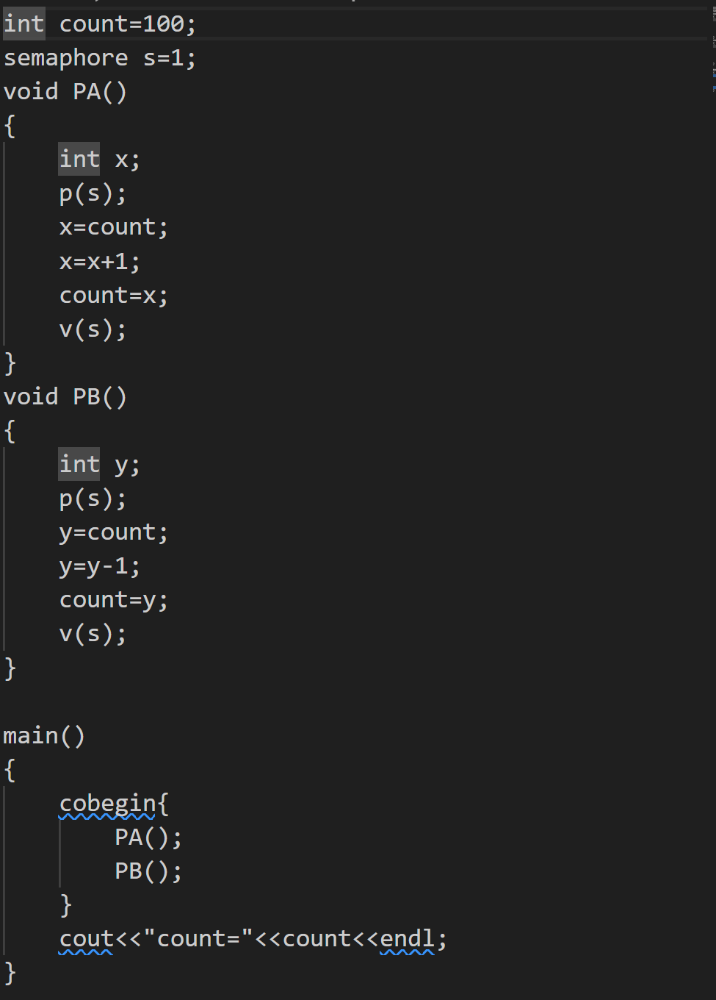 int count=100;
semaphore s=1;
void PA()
{
    int x;
    p(s);
    x=count;
    x=x+1;
    count=x;
    v(s);
}
void PB()
{
    int y;
    p(s);
    y=count;
    y=y-1;
    count=y;
    v(s);
}

main()
{
    cobegin{
        PA();
        PB();
    }
    cout<<"count="<<count<<endl;
}